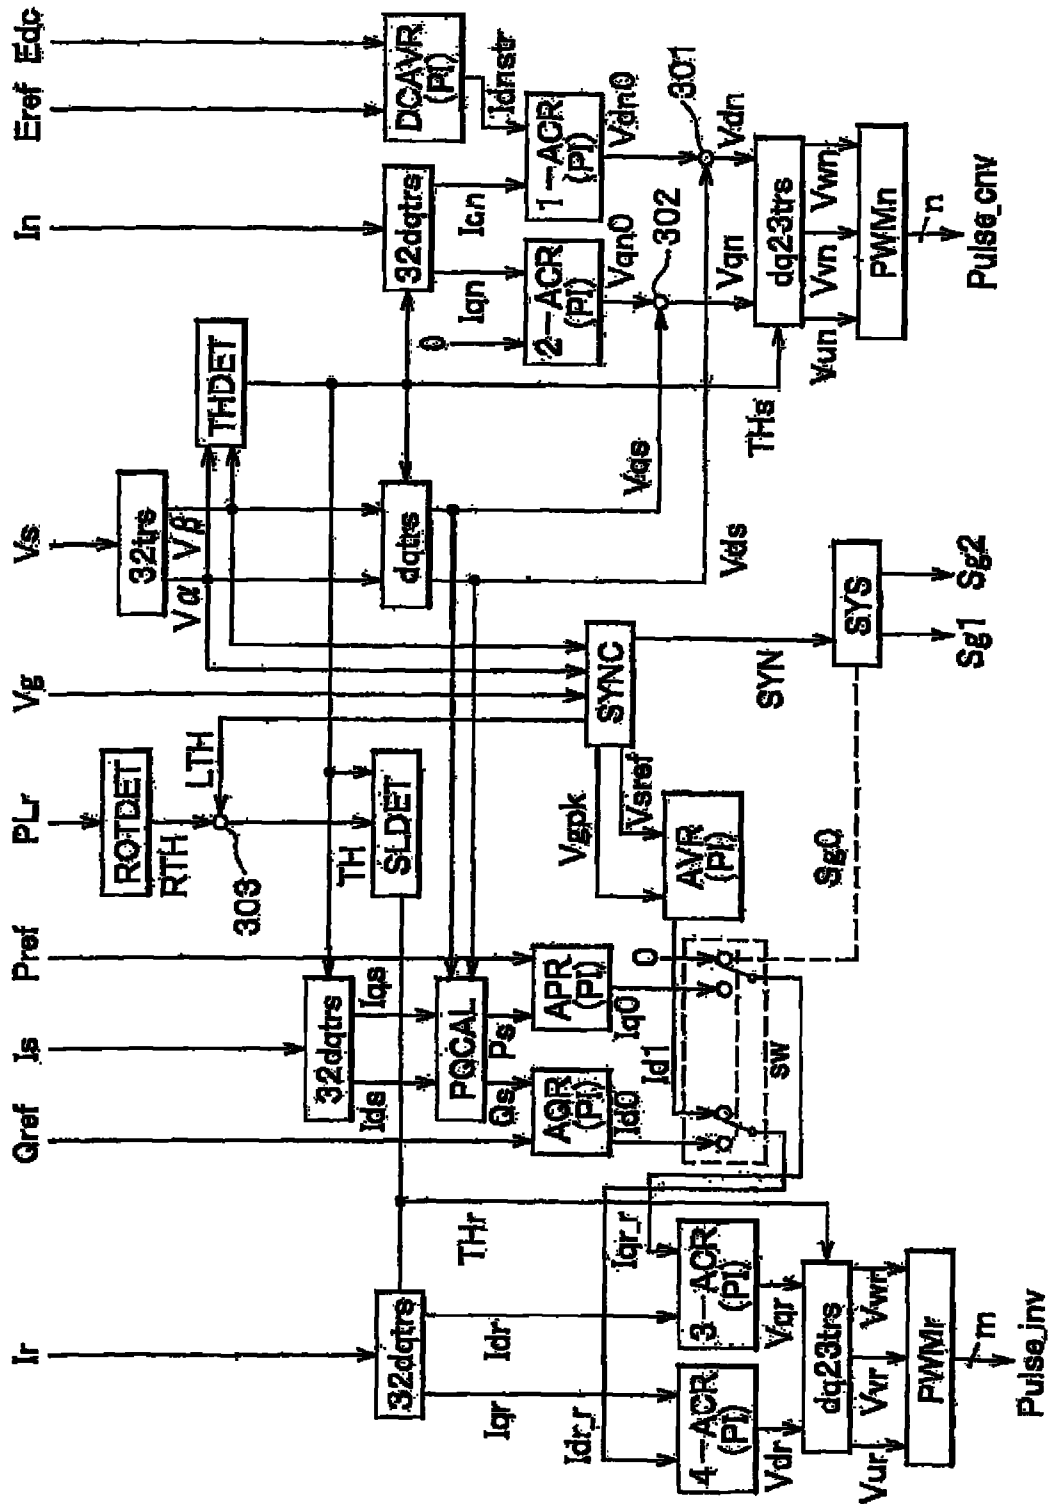 Ir
Qref
Is
Pref
PLr
Vg
Vs
In
Eref
Edc
ROTDET
32trs
RTH
LTH
Vα
Vβ
THDET
303
32dqtrs
Ids
Iqs
TH
SLDET
dqtrs
32dqtrs
DCAVR
(PI)
32dqtrs
Iqr
Idr
THr
PQCAL
Qs
Ps
Iqn
Idn
Idnstr
0
AQR
(PI)
APR
(PI)
2-ACR
(PI)
1-ACR
(PI)
Idr_r
Iqr_r
Id0
Iq0
Id1
0
Vgpk
Vsref
SYNC
Vqs
Vqn0
Vdn0
302
301
4-ACR
(PI)
3-ACR
(PI)
AVR
(PI)
sw
Sg0
SYN
Vds
THs
Vqn
Vdn
Vdr
Vqr
dq23trs
dq23trs
Vur
Vvr
Vwr
SYS
Vun
Vvn
Vwn
PWMr
PWMn
m
n
Sg1
Sg2
Pulse_inv
Pulse_cnv